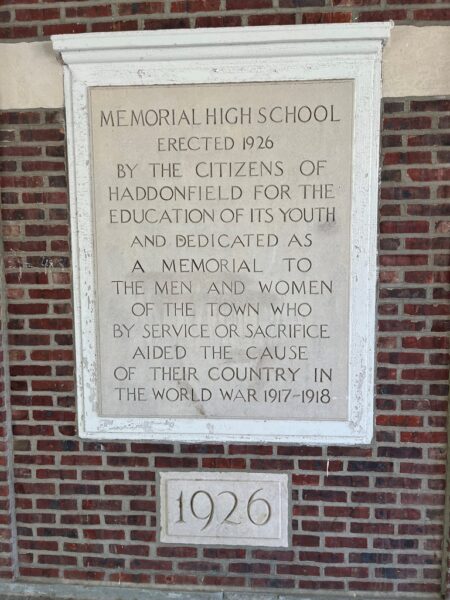 MEMORIAL HIGH SCHOOL
ERECTED 1926
BY THE CITIZENS OF
HADDONFIELD FOR THE
EDUCATION OF ITS YOUTH
AND DEDICATED AS
A MEMORIAL TO
THE MEN AND WOMEN
OF THE TOWN WHO
BY SERVICE OR SACRIFICE
AIDED THE CAUSE
OF THEIR COUNTRY IN
THE WORLD WAR 1917-1918
1926